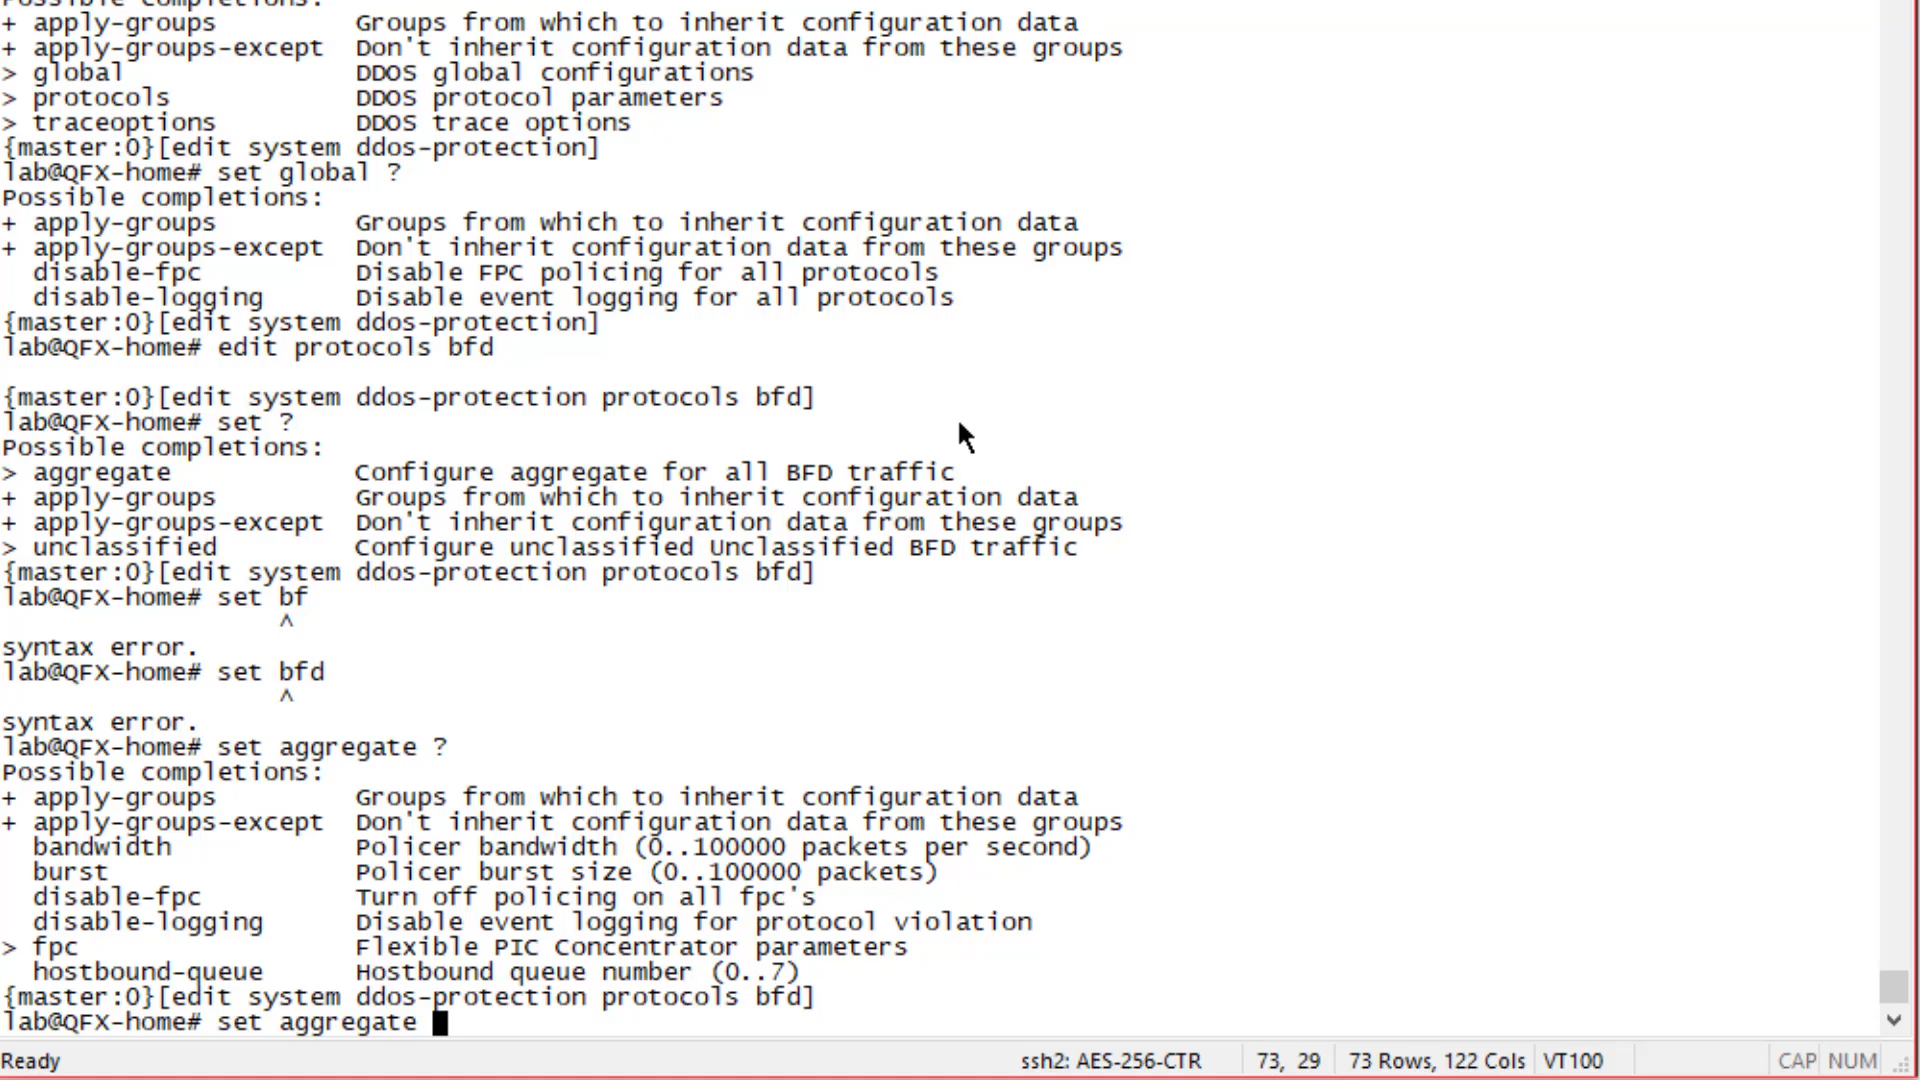 Possible completions:
+ apply-groups         Groups from which to inherit configuration data
+ apply-groups-except  Don't inherit configuration data from these groups
> global               DDOS global configurations
> protocols            DDOS protocol parameters
> traceoptions         DDOS trace options
{master:0}[edit system ddos-protection]
lab@QFX-home# set global ?
Possible completions:
+ apply-groups         Groups from which to inherit configuration data
+ apply-groups-except  Don't inherit configuration data from these groups
  disable-fpc          Disable FPC policing for all protocols
  disable-logging      Disable event logging for all protocols
{master:0}[edit system ddos-protection]
lab@QFX-home# edit protocols bfd
{master:0}[edit system ddos-protection protocols bfd]
lab@QFX-home# set ?
Possible completions:
> aggregate            Configure aggregate for all BFD traffic
+ apply-groups         Groups from which to inherit configuration data
+ apply-groups-except  Don't inherit configuration data from these groups
> unclassified         Configure unclassified Unclassified BFD traffic
{master:0}[edit system ddos-protection protocols bfd]
lab@QFX-home# set bf
                  ^
syntax error.
lab@QFX-home# set bfd
                  ^
syntax error.
lab@QFX-home# set aggregate ?
Possible completions:
+ apply-groups         Groups from which to inherit configuration data
+ apply-groups-except  Don't inherit configuration data from these groups
  bandwidth            Policer bandwidth (0..100000 packets per second)
  burst                Policer burst size (0..100000 packets)
  disable-fpc          Turn off policing on all fpc's
  disable-logging      Disable event logging for protocol violation
> fpc                  Flexible PIC Concentrator parameters
  hostbound-queue      Hostbound queue number (0..7)
{master:0}[edit system ddos-protection protocols bfd]
lab@QFX-home# set aggregate
Ready ssh2: AES-256-CTR 73, 29 73 Rows, 122 Cols VT100 CAP NUM